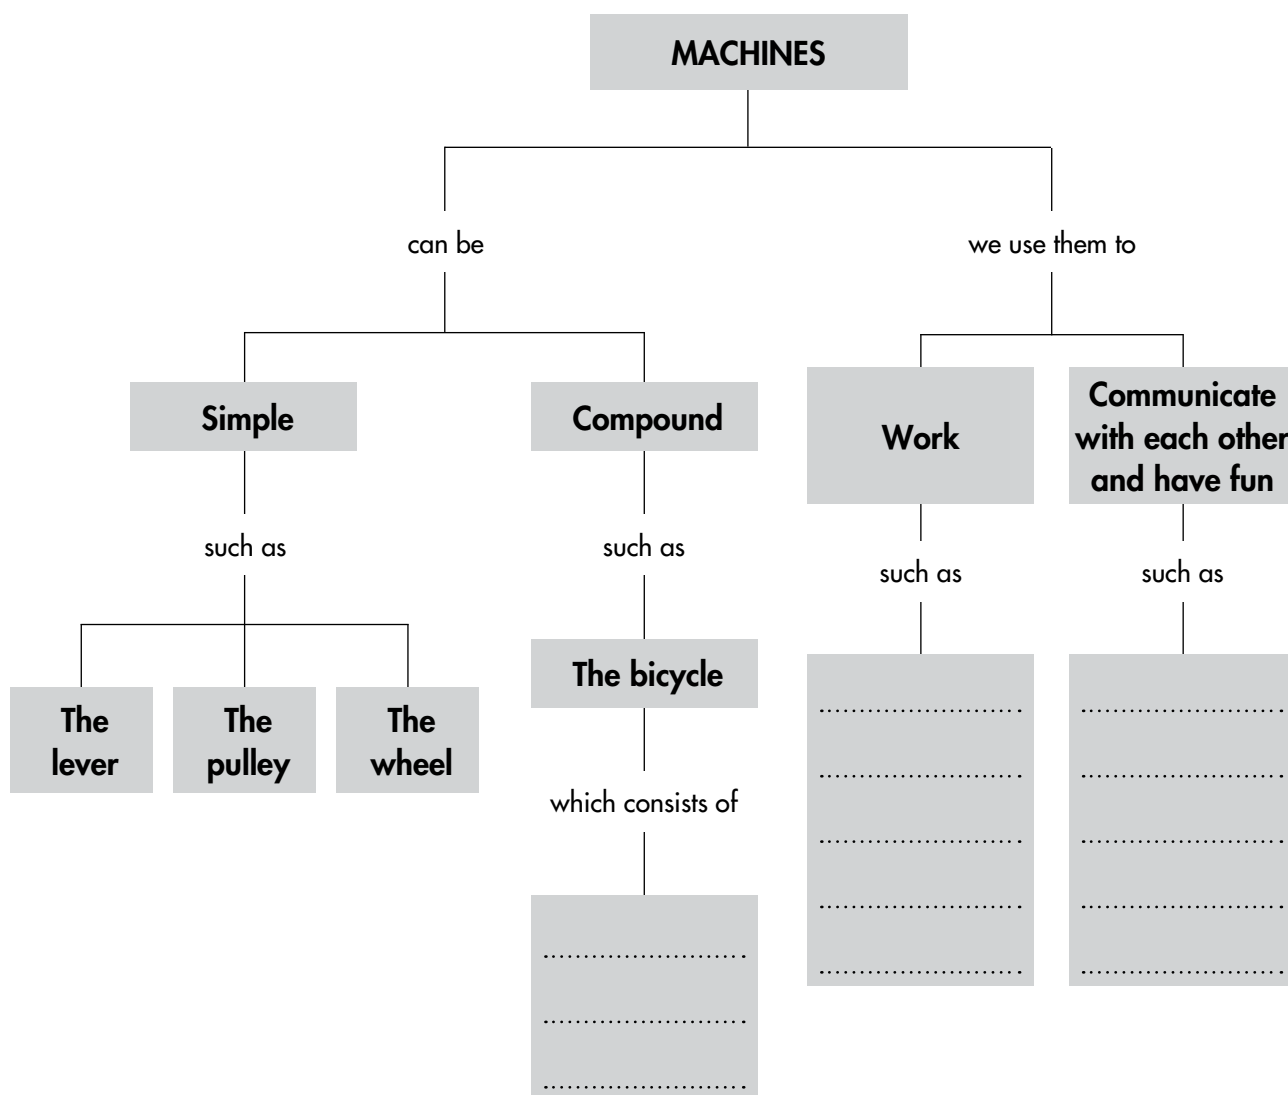 MACHINES
can be
we use them to
Simple
Compound
Work
Communicate
with each other
and have fun
such as
such as
such as
such as
The
lever
The
pulley
The
wheel
The bicycle
which consists of